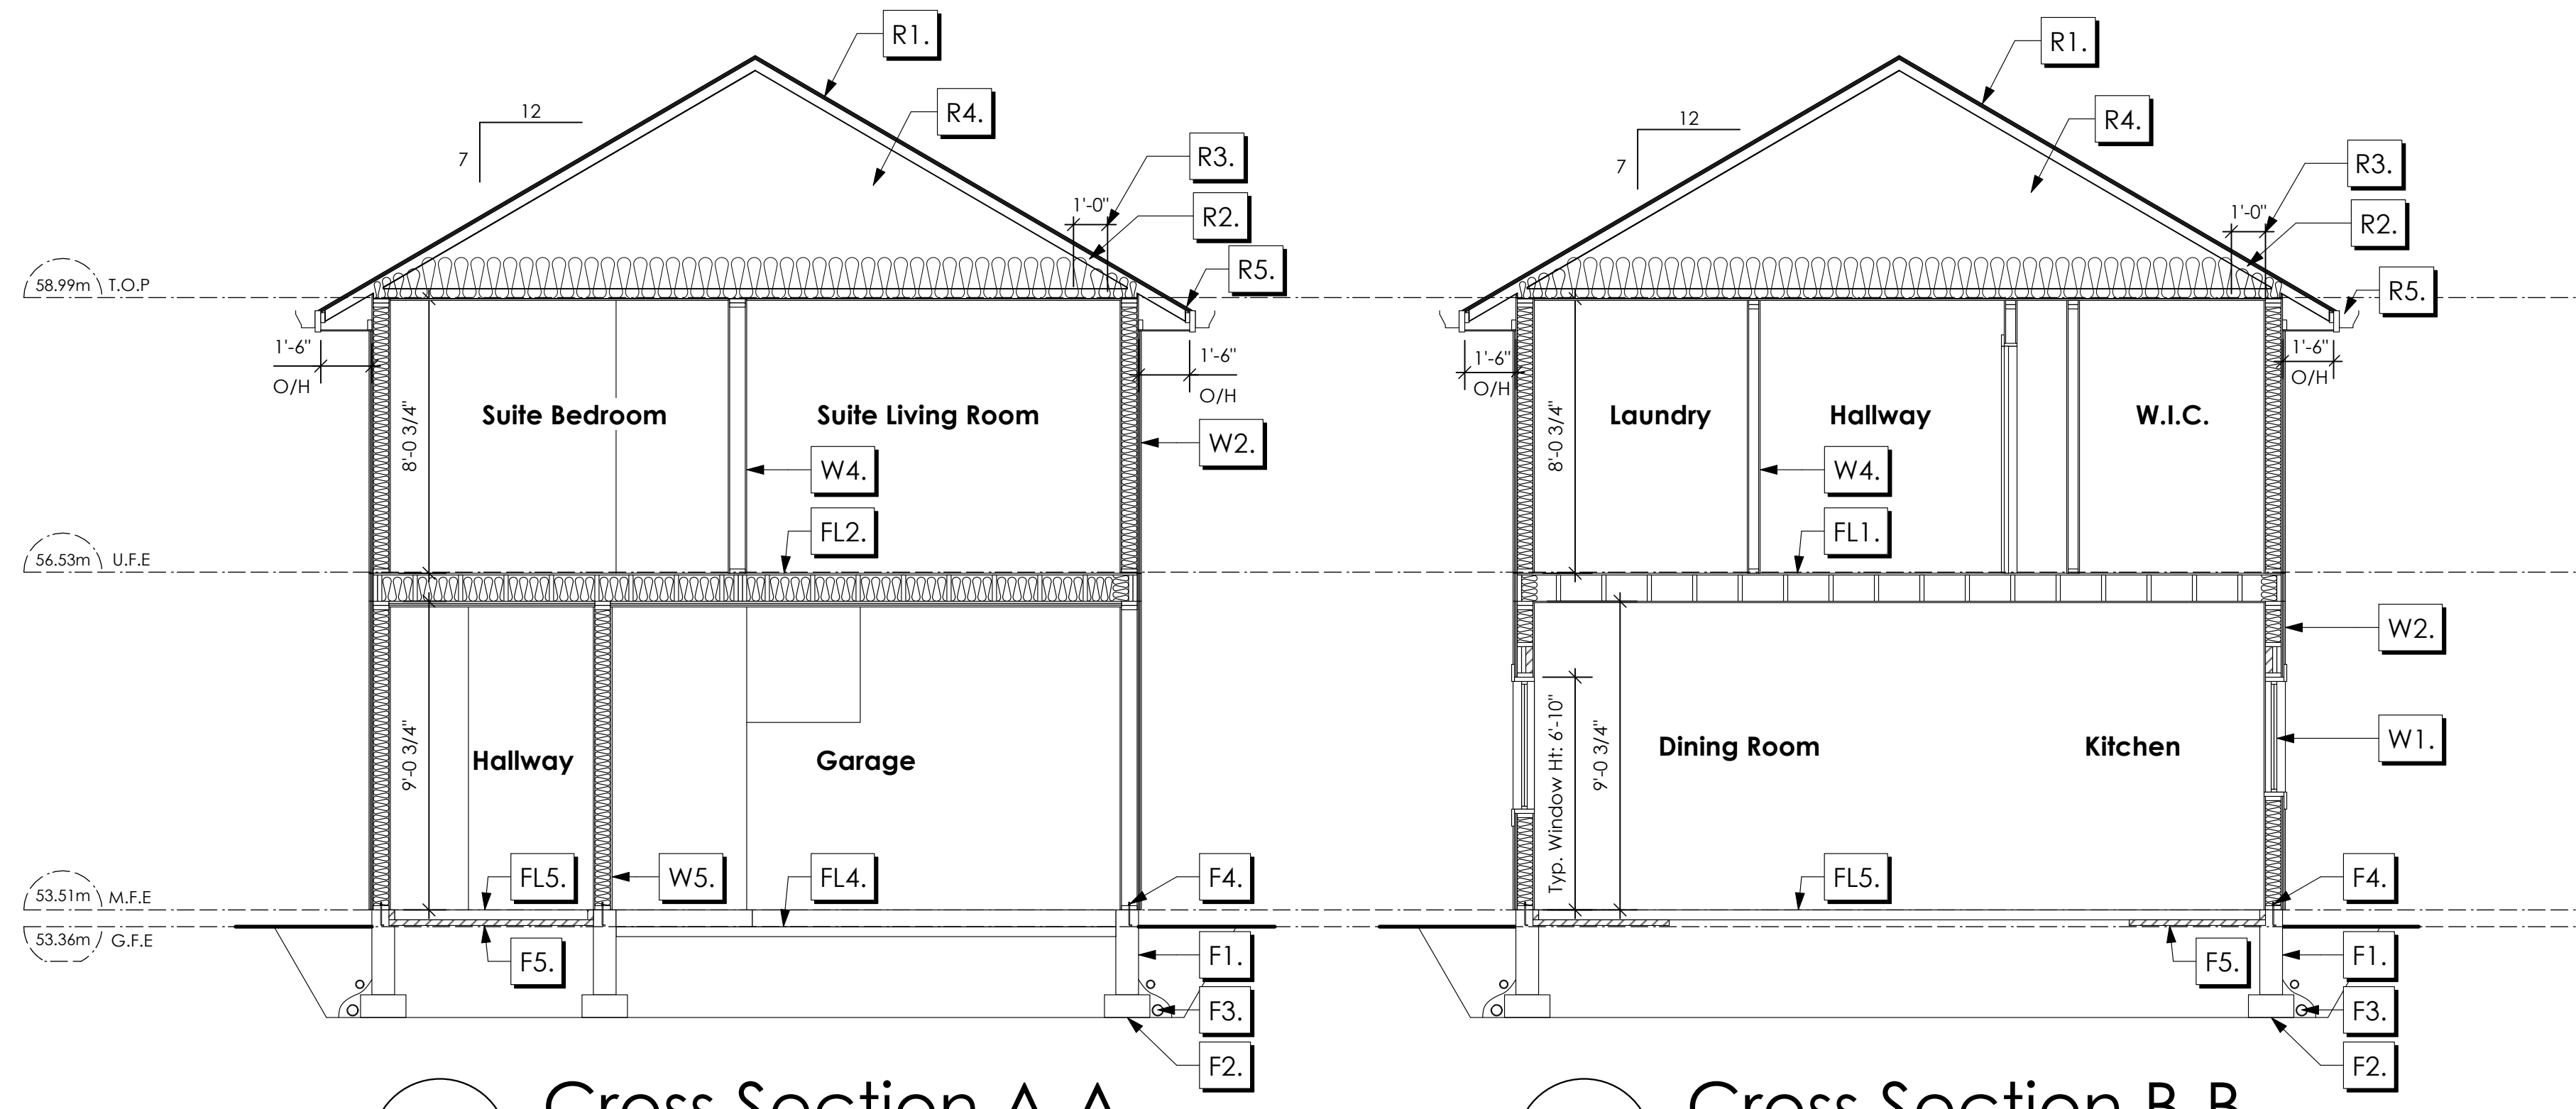 R1.
R4.
12
7
R3.
1'-0"
R2.
R5.
58.99m
T.O.P
1'-6"
O/H
1'-6"
O/H
8'-0 3/4"
Suite Bedroom
Suite Living Room
W2.
W4.
FL2.
56.53m
U.F.E
9'-0 3/4"
Hallway
Garage
FL5.
W5.
FL4.
F4.
53.51m
M.F.E
53.36m
G.F.E
F5.
F1.
F3.
F2.
Cross Section A-A
R1.
R4.
12
7
R3.
1'-0"
R2.
R5.
1'-6"
O/H
1'-6"
O/H
8'-0 3/4"
Laundry
Hallway
W.I.C.
W4.
FL1.
W2.
W1.
Typ. Window Ht: 6'-10"
9'-0 3/4"
Dining Room
Kitchen
FL5.
F4.
F5.
F1.
F3.
F2.
Cross Section B-B